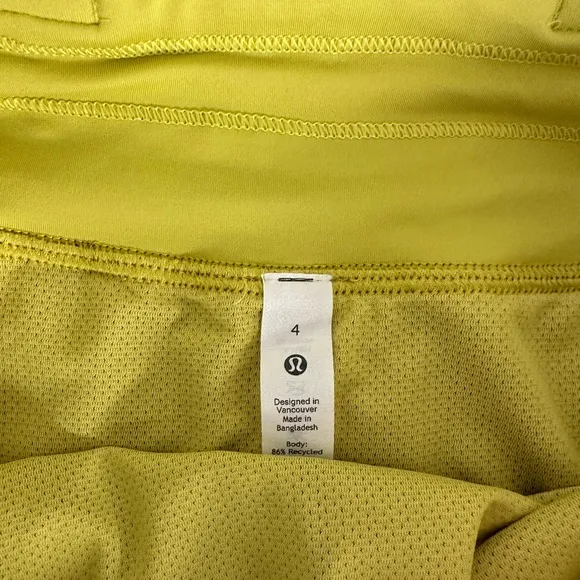 4
Designed in
Vancouver
Made in
Bangladesh
Body:
86% Recycled